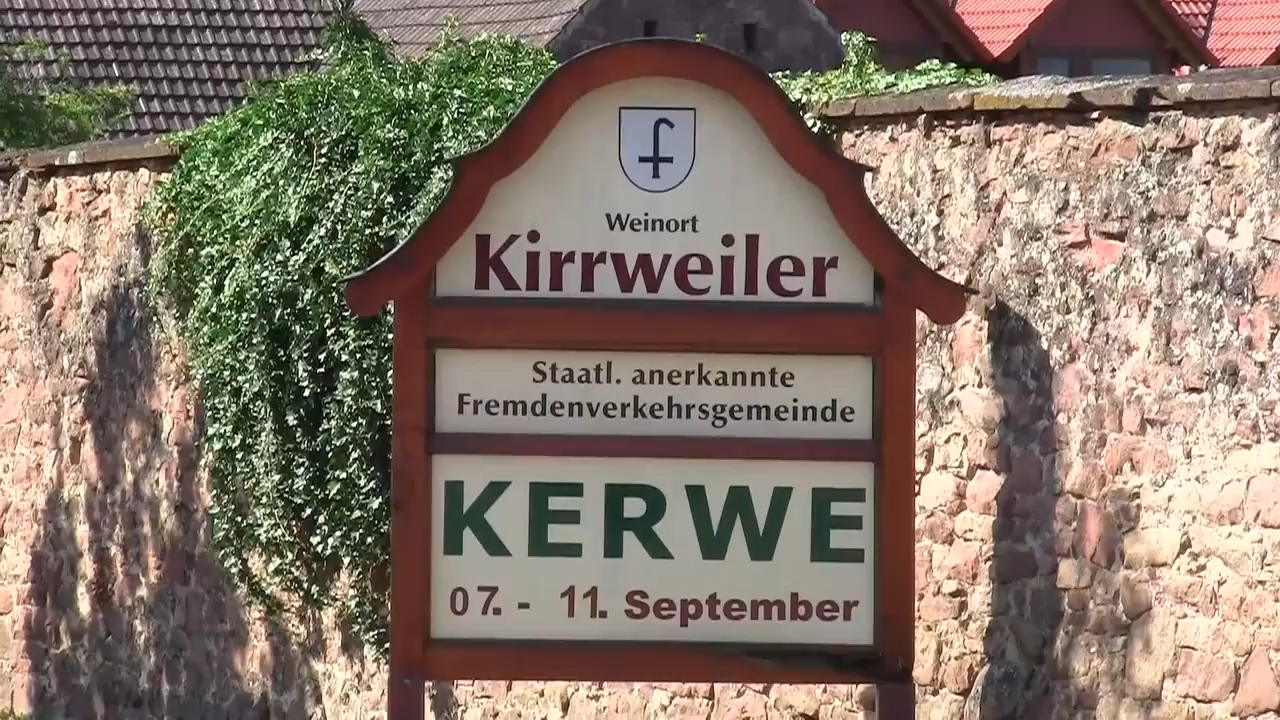 Weinort
Kirrweiler
Staatl. anerkannte
Fremdenverkehrsgemeinde
KERWE
07. - 11. September